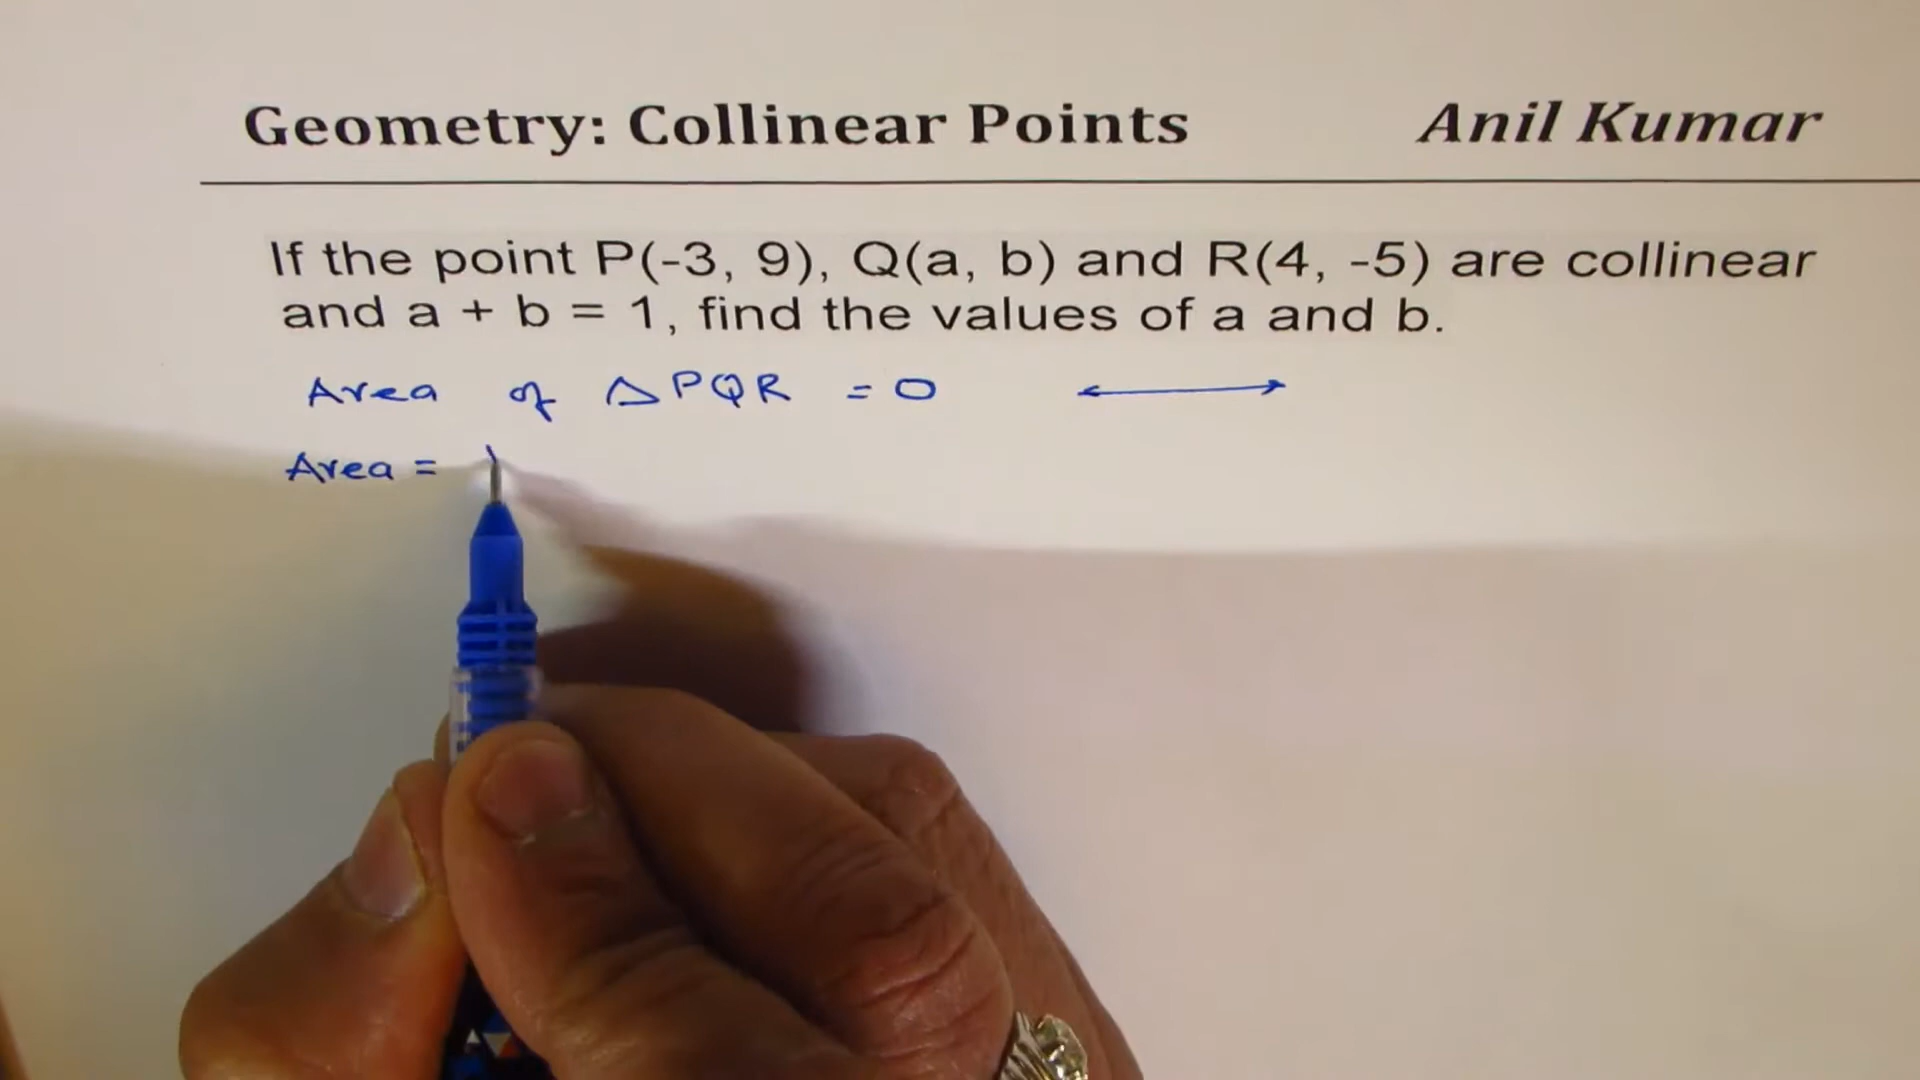 Geometry: Collinear Points Anil Kumar
If the point P(-3, 9), Q(a, b) and R(4, -5) are collinear
and a + b = 1, find the values of a and b.
Area of △PQR = 0
Area =